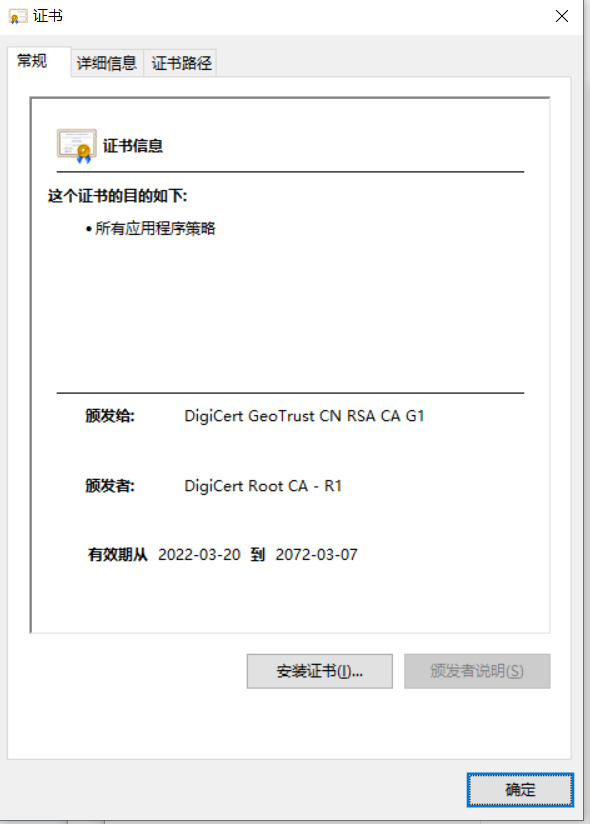 证书
常规 详细信息 证书路径
证书信息
这个证书的目的如下:
• 所有应用程序策略
颁发给: DigiCert GeoTrust CN RSA CA G1
颁发者: DigiCert Root CA - R1
有效期从 2022-03-20 到 2072-03-07
安装证书(I)... 颁发者说明(S)
确定